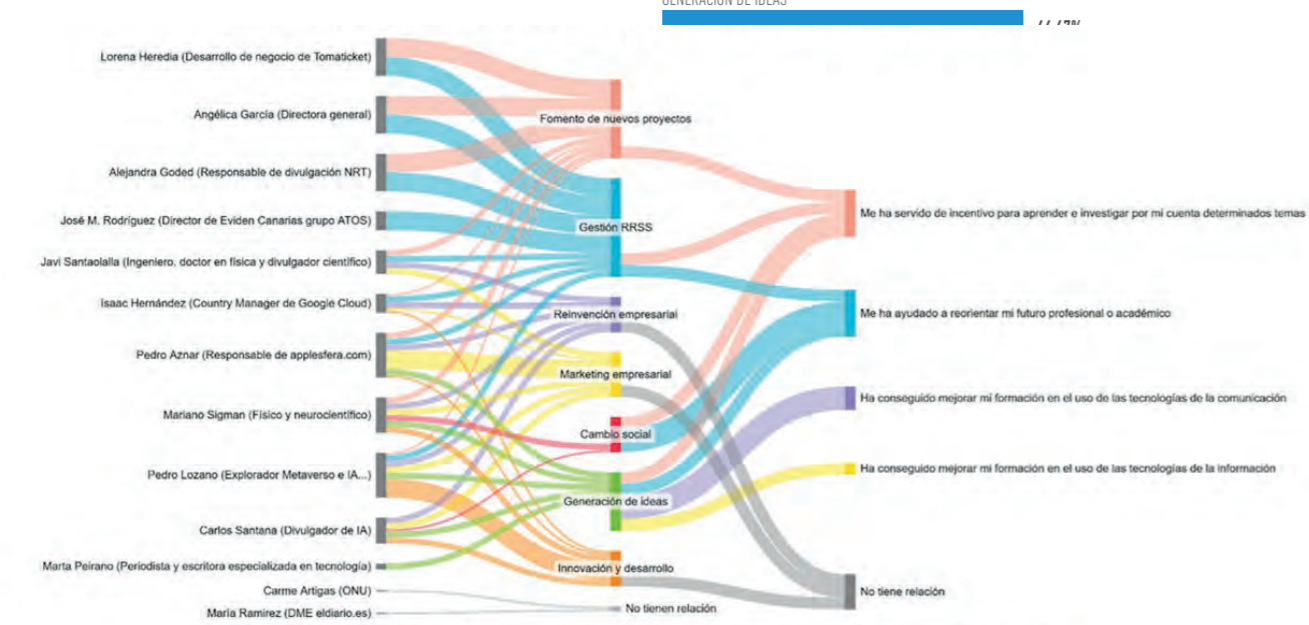 GENERACIÓN DE IDEAS
Lorena Heredia (Desarrollo de negocio de Tomaticket)
Angélica García (Directora general)
Alejandra Goded (Responsable de divulgación NRT)
José M. Rodríguez (Director de Eviden Canarias grupo ATOS)
Javi Santaolalla (Ingeniero, doctor en física y divulgador científico)
Isaac Hernández (Country Manager de Google Cloud)
Pedro Aznar (Responsable de applesfera.com)
Mariano Sigman (Físico y neurocientífico)
Pedro Lozano (Explorador Metaverso e IA...)
Carlos Santana (Divulgador de IA)
Marta Peirano (Periodista y escritora especializada en tecnología)
Carme Artigas (ONU)
María Ramírez (DME eldiario.es)
Fomento de nuevos proyectos
Gestión RRSS
Reinvención empresarial
Marketing empresarial
Cambio social
Generación de ideas
Innovación y desarrollo
No tienen relación
Me ha servido de incentivo para aprender e investigar por mi cuenta determinados temas
Me ha ayudado a reorientar mi futuro profesional o académico
Ha conseguido mejorar mi formación en el uso de las tecnologías de la comunicación
Ha conseguido mejorar mi formación en el uso de las tecnologías de la información
No tiene relación